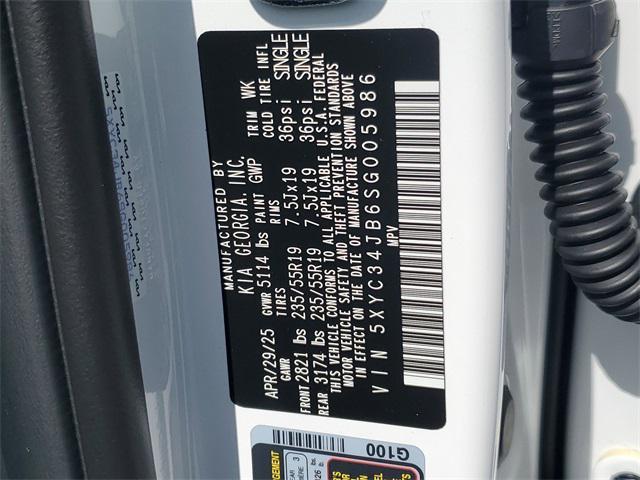 MANUFACTURED BY
KIA GEORGIA, INC.
APR/29/25 GVWR 5114 lbs PAINT GWP TRIM WK
GAWR TIRES RIMS COLD TIRE INFL
FRONT 2821 lbs 235/55R19 7.5Jx19 36psi SINGLE
REAR 3174 lbs 235/55R19 7.5Jx19 36psi SINGLE
THIS VEHICLE CONFORMS TO ALL APPLICABLE U.S.A. FEDERAL
MOTOR VEHICLE SAFETY AND THEFT PREVENTION STANDARDS
IN EFFECT ON THE DATE OF MANUFACTURE SHOWN ABOVE
VIN 5XYC34JB6SG005986
MPV
G100